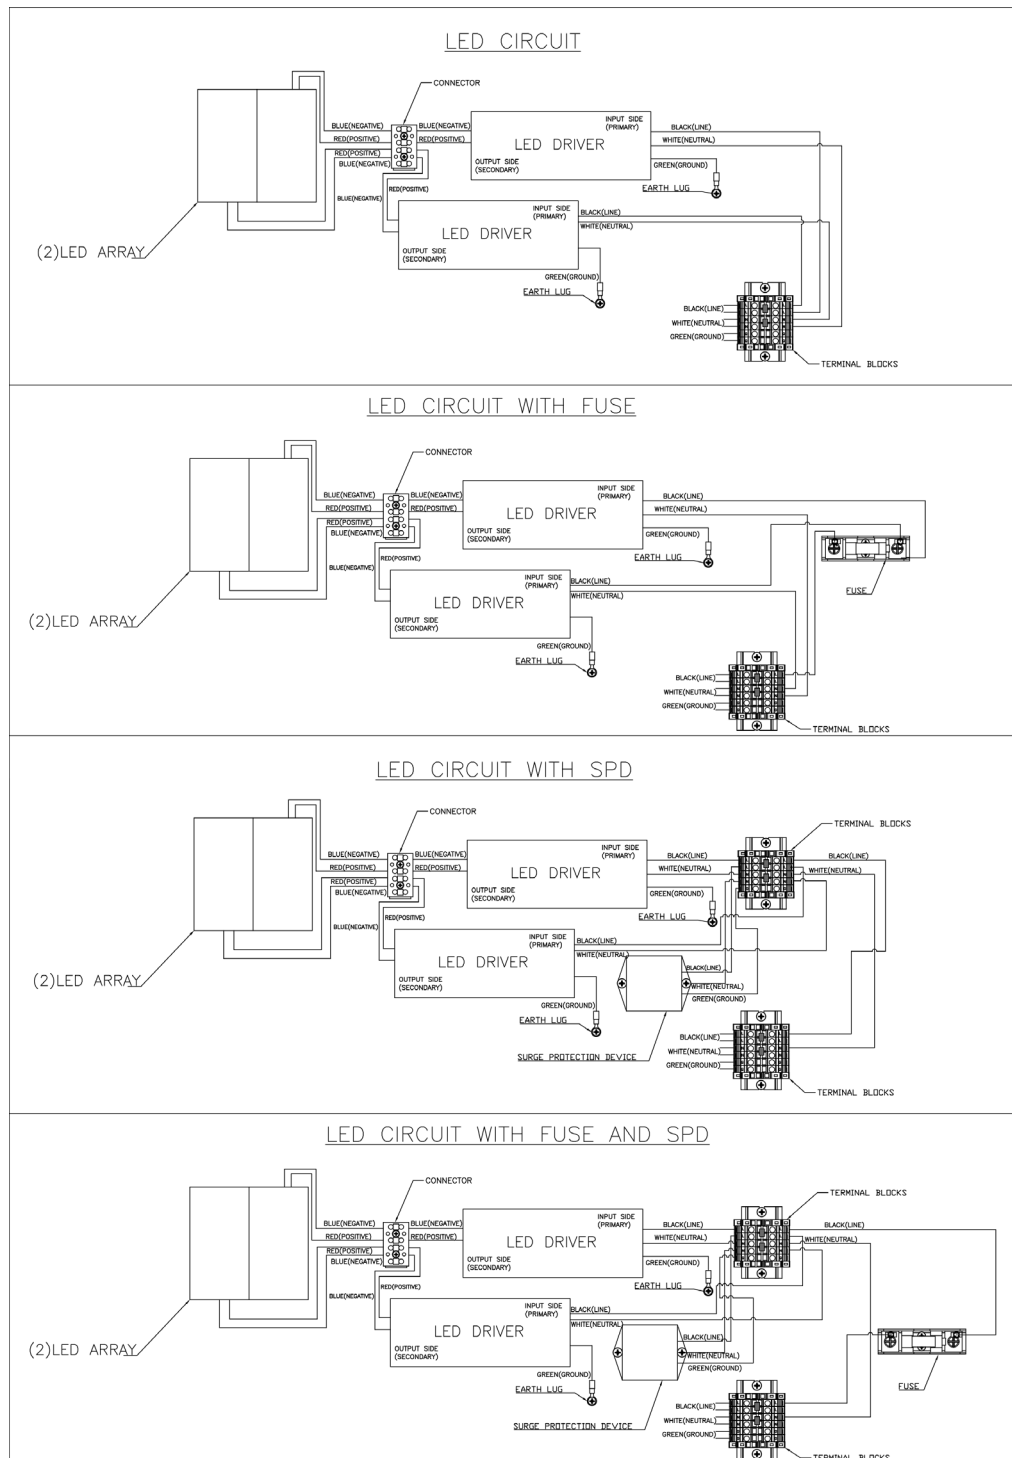 LED CIRCUIT
CONNECTOR
BLUE(NEGATIVE)
RED(POSITIVE)
RED(POSITIVE)
BLUE(NEGATIVE)
BLUE(NEGATIVE)
RED(POSITIVE)
BLUE(NEGATIVE)
RED(POSITIVE)
INPUT SIDE
(PRIMARY)
LED DRIVER
OUTPUT SIDE
(SECONDARY)
BLACK(LINE)
WHITE(NEUTRAL)
GREEN(GROUND)
EARTH LUG
INPUT SIDE
(PRIMARY)
LED DRIVER
OUTPUT SIDE
(SECONDARY)
BLACK(LINE)
WHITE(NEUTRAL)
GREEN(GROUND)
EARTH LUG
(2)LED ARRAY
BLACK(LINE)
WHITE(NEUTRAL)
GREEN(GROUND)
TERMINAL BLOCKS
LED CIRCUIT WITH FUSE
CONNECTOR
BLUE(NEGATIVE)
RED(POSITIVE)
RED(POSITIVE)
BLUE(NEGATIVE)
BLUE(NEGATIVE)
RED(POSITIVE)
BLUE(NEGATIVE)
RED(POSITIVE)
INPUT SIDE
(PRIMARY)
LED DRIVER
OUTPUT SIDE
(SECONDARY)
BLACK(LINE)
WHITE(NEUTRAL)
GREEN(GROUND)
EARTH LUG
FUSE
INPUT SIDE
(PRIMARY)
LED DRIVER
OUTPUT SIDE
(SECONDARY)
BLACK(LINE)
WHITE(NEUTRAL)
GREEN(GROUND)
EARTH LUG
(2)LED ARRAY
BLACK(LINE)
WHITE(NEUTRAL)
GREEN(GROUND)
TERMINAL BLOCKS
LED CIRCUIT WITH SPD
CONNECTOR
TERMINAL BLOCKS
BLUE(NEGATIVE)
RED(POSITIVE)
RED(POSITIVE)
BLUE(NEGATIVE)
BLUE(NEGATIVE)
RED(POSITIVE)
BLUE(NEGATIVE)
RED(POSITIVE)
INPUT SIDE
(PRIMARY)
LED DRIVER
OUTPUT SIDE
(SECONDARY)
BLACK(LINE)
WHITE(NEUTRAL)
GREEN(GROUND)
EARTH LUG
BLACK(LINE)
WHITE(NEUTRAL)
INPUT SIDE
(PRIMARY)
LED DRIVER
OUTPUT SIDE
(SECONDARY)
BLACK(LINE)
WHITE(NEUTRAL)
GREEN(GROUND)
EARTH LUG
BLACK(LINE)
WHITE(NEUTRAL)
GREEN(GROUND)
SURGE PROTECTION DEVICE
(2)LED ARRAY
BLACK(LINE)
WHITE(NEUTRAL)
GREEN(GROUND)
TERMINAL BLOCKS
LED CIRCUIT WITH FUSE AND SPD
CONNECTOR
TERMINAL BLOCKS
BLUE(NEGATIVE)
RED(POSITIVE)
RED(POSITIVE)
BLUE(NEGATIVE)
BLUE(NEGATIVE)
RED(POSITIVE)
BLUE(NEGATIVE)
RED(POSITIVE)
INPUT SIDE
(PRIMARY)
LED DRIVER
OUTPUT SIDE
(SECONDARY)
BLACK(LINE)
WHITE(NEUTRAL)
GREEN(GROUND)
EARTH LUG
BLACK(LINE)
WHITE(NEUTRAL)
INPUT SIDE
(PRIMARY)
LED DRIVER
OUTPUT SIDE
(SECONDARY)
BLACK(LINE)
WHITE(NEUTRAL)
GREEN(GROUND)
EARTH LUG
BLACK(LINE)
WHITE(NEUTRAL)
GREEN(GROUND)
SURGE PROTECTION DEVICE
FUSE
(2)LED ARRAY
BLACK(LINE)
WHITE(NEUTRAL)
GREEN(GROUND)
TERMINAL BLOCKS